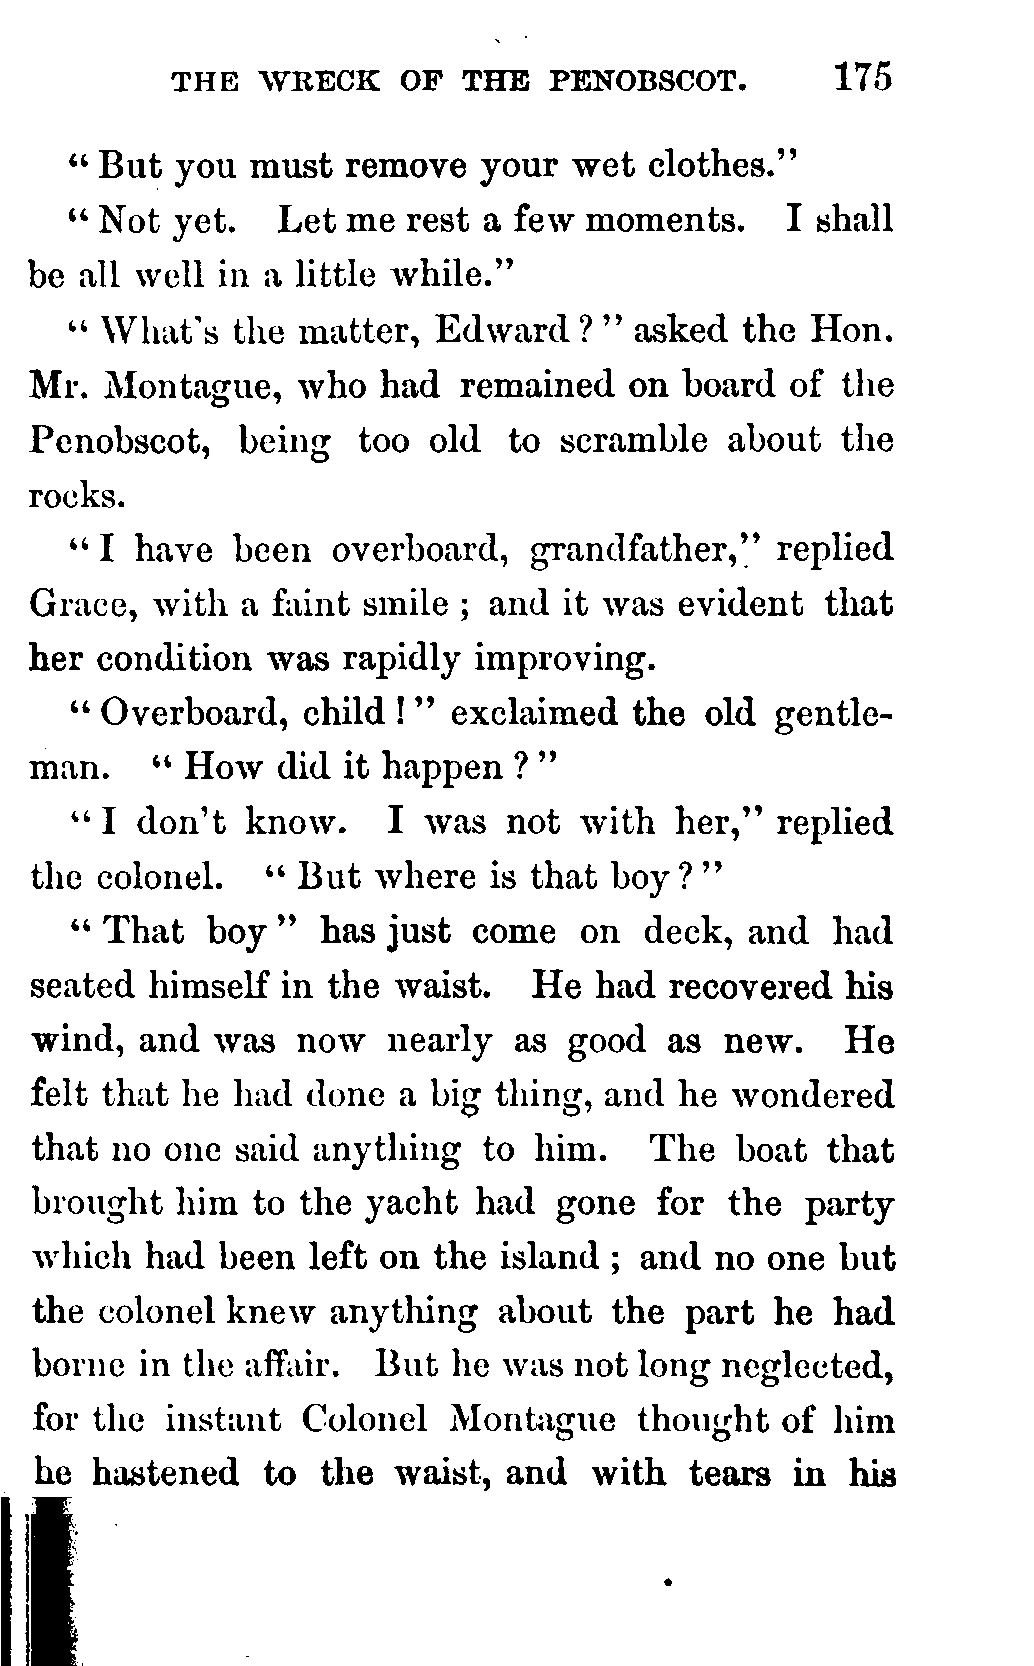 THE WRECK OF THE PENOBSCOT. 175
“But you must remove your wet clothes.”
“Not yet. Let me rest a few moments. I shall
be all well in a little while.”
“What's the matter, Edward?” asked the Hon.
Mr. Montague, who had remained on board of the
Penobscot, being too old to scramble about the
rocks.
“I have been overboard, grandfather,” replied
Grace, with a faint smile; and it was evident that
her condition was rapidly improving.
“Overboard, child!” exclaimed the old gentle-
man. “How did it happen?”
“I don't know. I was not with her,” replied
the colonel. “But where is that boy?”
“That boy” has just come on deck, and had
seated himself in the waist. He had recovered his
wind, and was now nearly as good as new. He
felt that he had done a big thing, and he wondered
that no one said anything to him. The boat that
brought him to the yacht had gone for the party
which had been left on the island; and no one but
the colonel knew anything about the part he had
borne in the affair. But he was not long neglected,
for the instant Colonel Montague thought of him
he hastened to the waist, and with tears in his